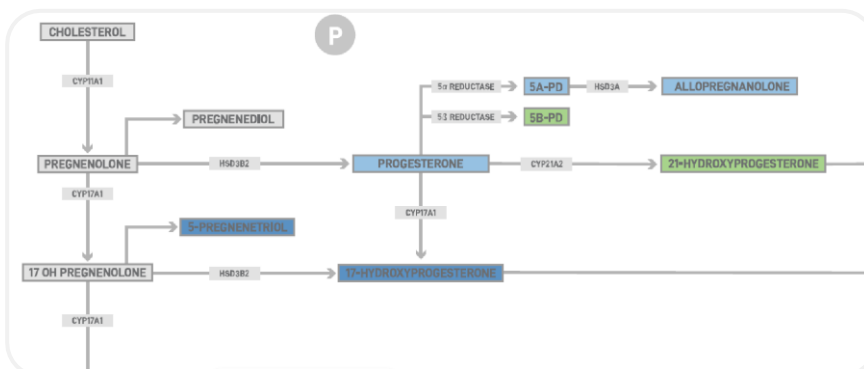 CHOLESTEROL
P
CYP11A1
5α REDUCTASE
5A-PD
HSD3A
ALLOPREGNANOLONE
PREGNENEDIOL
5β REDUCTASE
5B-PD
PREGNENOLONE
HSD3B2
PROGESTERONE
CYP21A2
21-HYDROXYPROGESTERONE
CYP17A1
CYP17A1
5-PREGNENETRIOL
17 OH PREGNENOLONE
HSD3B2
17-HYDROXYPROGESTERONE
CYP17A1